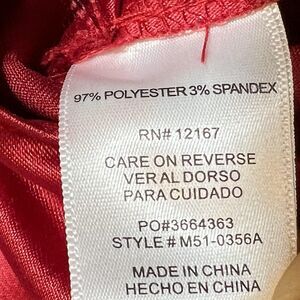 97% POLYESTER 3% SPANDEX
RN# 12167
CARE ON REVERSE
VER AL DORSO
PARA CUIDADO
PO#3664363
STYLE # M51-0356A
MADE IN CHINA
HECHO EN CHINA